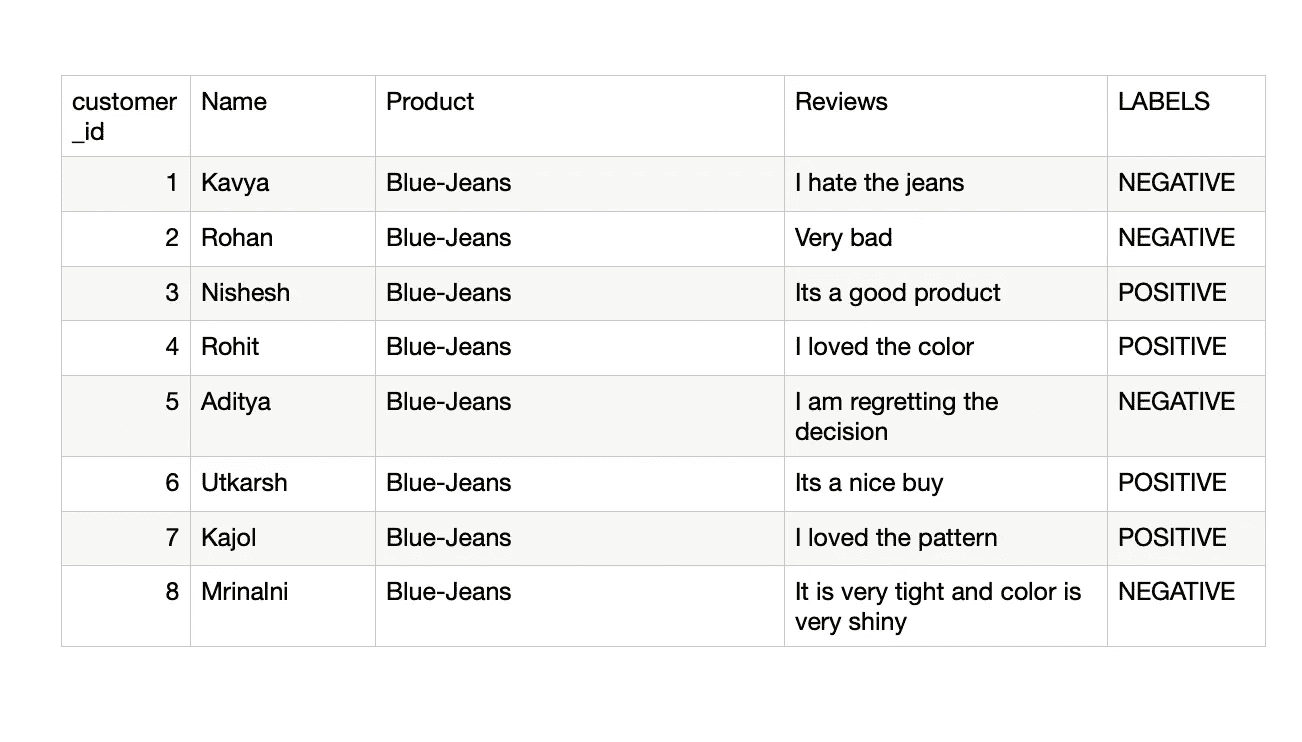 customer_id Name Product Reviews LABELS
1 Kavya Blue-Jeans I hate the jeans NEGATIVE
2 Rohan Blue-Jeans Very bad NEGATIVE
3 Nishesh Blue-Jeans Its a good product POSITIVE
4 Rohit Blue-Jeans I loved the color POSITIVE
5 Aditya Blue-Jeans I am regretting the decision NEGATIVE
6 Utkarsh Blue-Jeans Its a nice buy POSITIVE
7 Kajol Blue-Jeans I loved the pattern POSITIVE
8 Mrinalni Blue-Jeans It is very tight and color is very shiny NEGATIVE